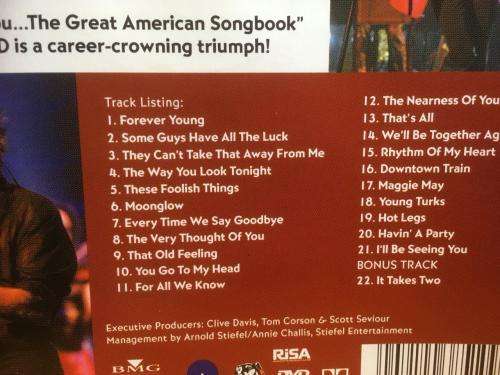 ...The Great American Songbook"
is a career-crowning triumph!
Track Listing:
1. Forever Young
2. Some Guys Have All The Luck
3. They Can't Take That Away From Me
4. The Way You Look Tonight
5. These Foolish Things
6. Moonglow
7. Every Time We Say Goodbye
8. The Very Thought Of You
9. That Old Feeling
10. You Go To My Head
11. For All We Know
12. The Nearness Of You
13. That's All
14. We'll Be Together Ag
15. Rhythm Of My Heart
16. Downtown Train
17. Maggie May
18. Young Turks
19. Hot Legs
20. Havin' A Party
21. I'll Be Seeing You
BONUS TRACK
22. It Takes Two
Executive Producers: Clive Davis, Tom Corson & Scott Seviour
Management by Arnold Stiefel/Annie Challis, Stiefel Entertainment
BMG
RiSA